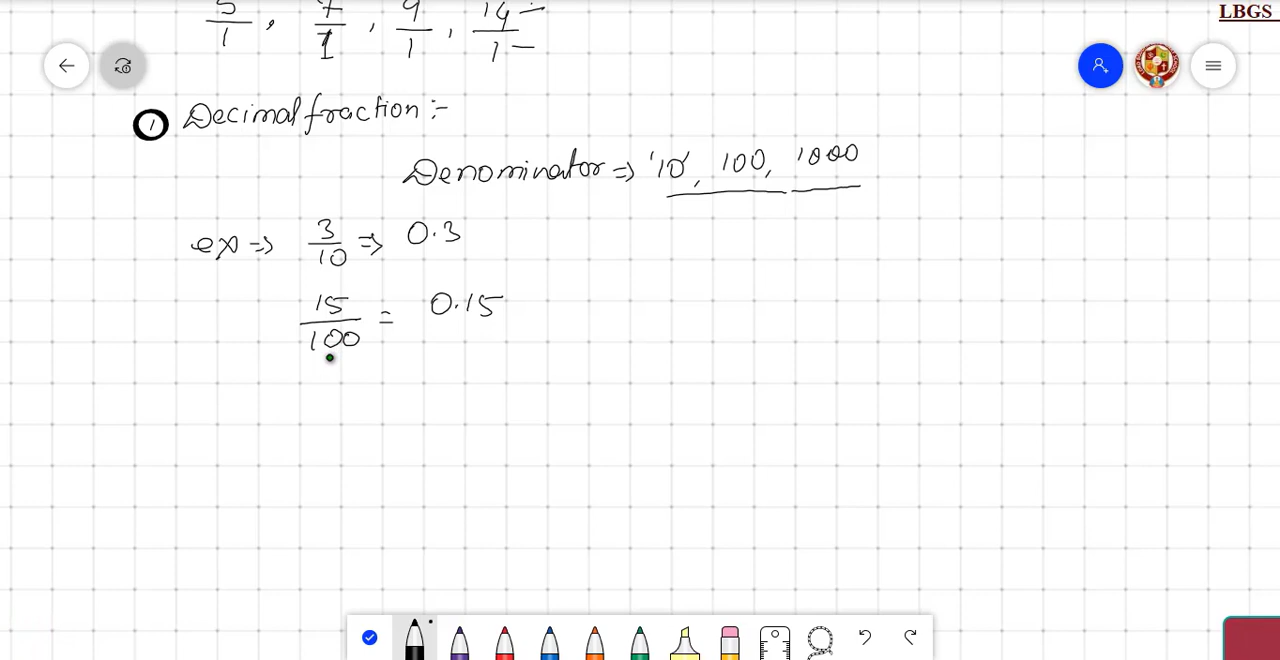 LBGS
5/1, 7/1, 9/1, 14/1
① Decimal fraction :-
Denominator ⇒ '10', 100, 1000
ex ⇒ 3/10 ⇒ 0.3
15/100 = 0.15